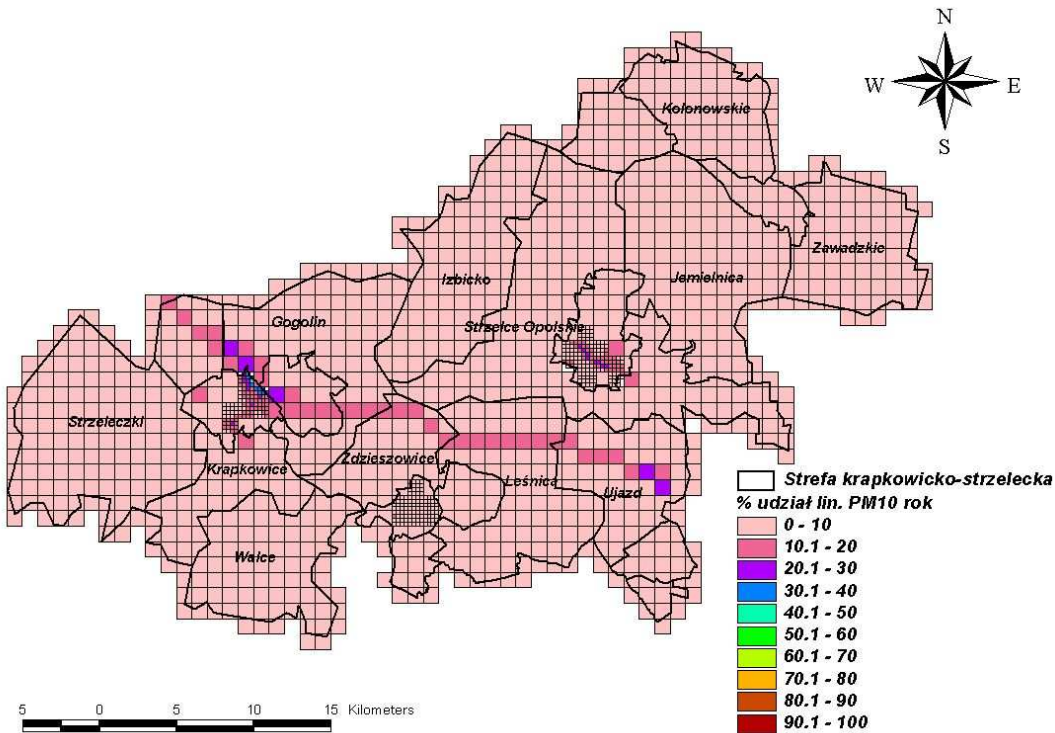 N
W E
S
Kolonowskie
Zawadzkie
Izbicko
Jemielnica
Gogolin
Strzelce Opolskie
Strzeleczki
Krapkowice
Zdzieszowice
Leśnica
Ujazd
Walce
Strefa krapkowicko-strzelecka
% udział lin. PM10 rok
0 - 10
10.1 - 20
20.1 - 30
30.1 - 40
40.1 - 50
50.1 - 60
60.1 - 70
70.1 - 80
80.1 - 90
90.1 - 100
5 0 5 10 15 Kilometers